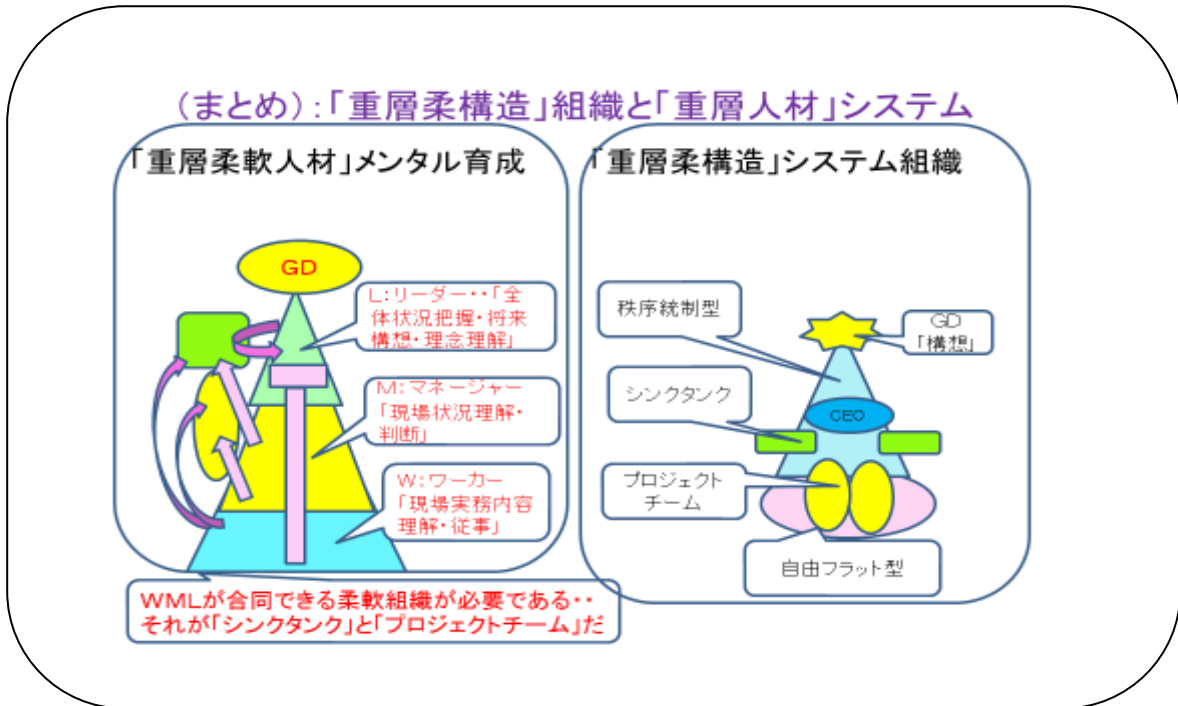 (まとめ):「重層柔構造」組織と「重層人材」システム
「重層柔軟人材」メンタル育成
GD
L:リーダー・・「全
体状況把握・将来
構想・理念理解」
M:マネージャー
「現場状況理解・
判断」
W:ワーカー
「現場実務内容
理解・従事」
WMLが合同できる柔軟組織が必要である・・
それが「シンクタンク」と「プロジェクトチーム」だ
「重層柔構造」システム組織
秩序統制型
GD
「構想」
シンクタンク
CEO
プロジェクト
チーム
自由フラット型